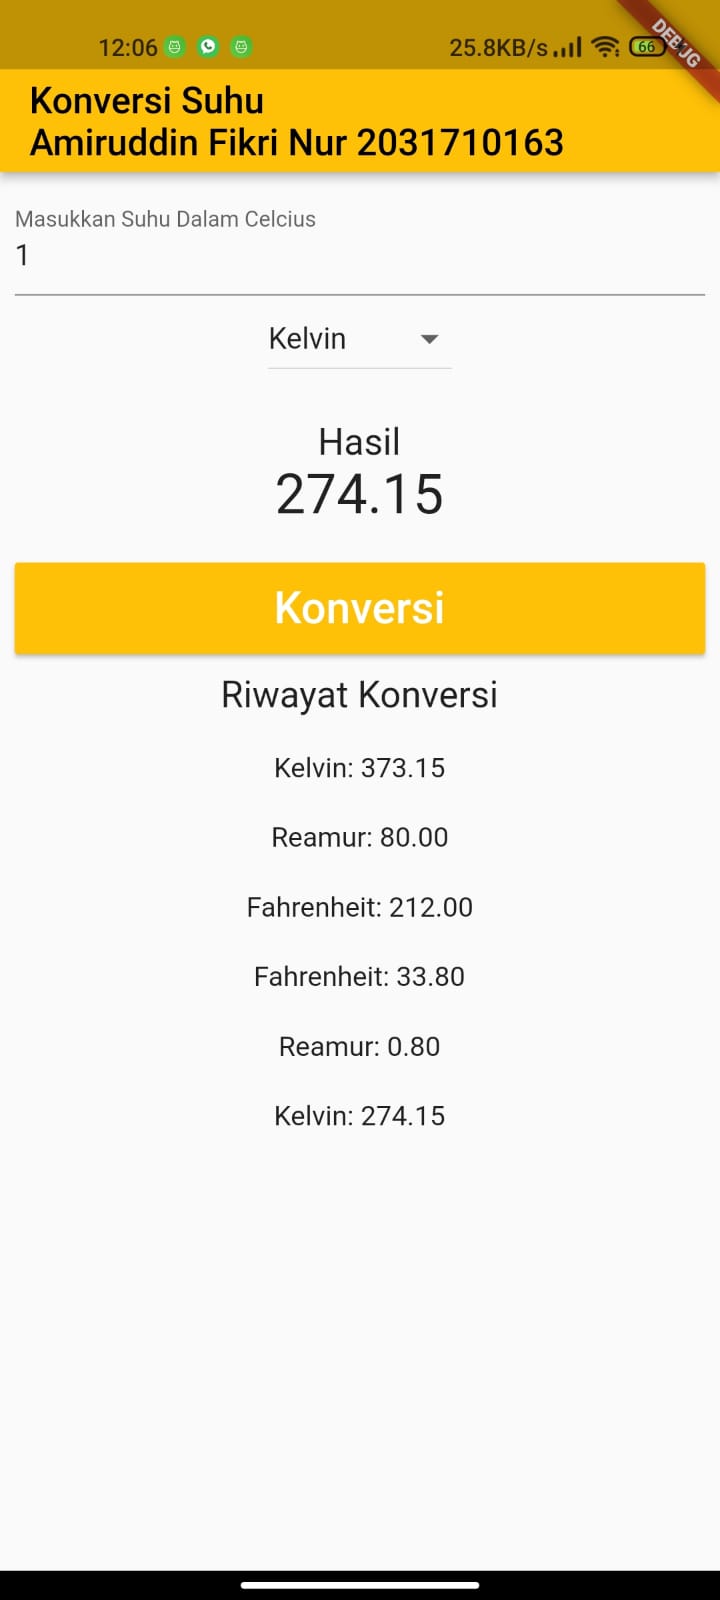 12:06
25.8KB/s
66
DEBUG
Konversi Suhu
Amiruddin Fikri Nur 2031710163
Masukkan Suhu Dalam Celcius
1
Kelvin
Hasil
274.15
Konversi
Riwayat Konversi
Kelvin: 373.15
Reamur: 80.00
Fahrenheit: 212.00
Fahrenheit: 33.80
Reamur: 0.80
Kelvin: 274.15